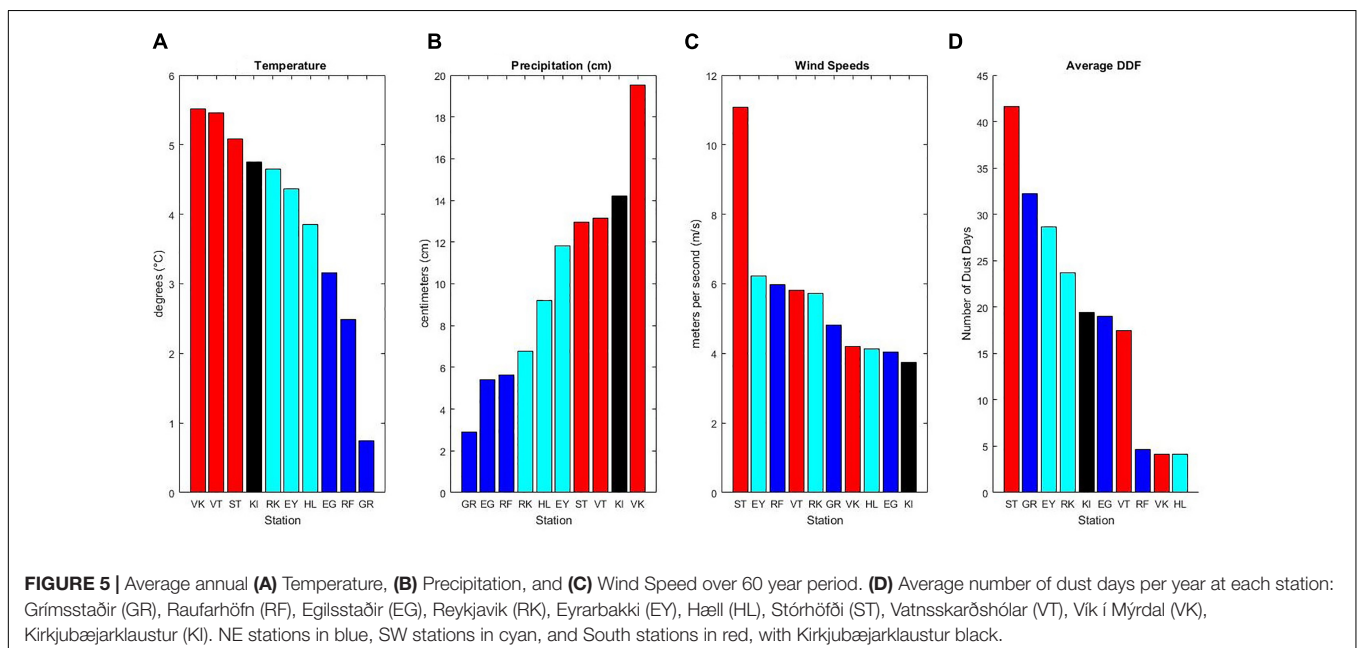 A
B
C
D
Temperature
Precipitation (cm)
Wind Speeds
Average DDF
6
5
4
3
2
1
0
degrees (°C)
VK VT ST KI RK EY HL EG RF GR
Station
20
18
16
14
12
10
8
6
4
2
0
centimeters (cm)
GR EG RF RK HL EY ST VT KI VK
Station
12
10
8
6
4
2
0
meters per second (m/s)
ST EY RF VT RK GR VK HL EG KI
Station
45
40
35
30
25
20
15
10
5
0
Number of Dust Days
ST GR EY RK KI EG VT RF VK HL
Station
FIGURE 5 | Average annual (A) Temperature, (B) Precipitation, and (C) Wind Speed over 60 year period. (D) Average number of dust days per year at each station:
Grímsstaðir (GR), Raufarhöfn (RF), Egilsstaðir (EG), Reykjavik (RK), Eyrarbakki (EY), Hæll (HL), Stórhöfði (ST), Vatnsskarðshólar (VT), Vík í Mýrdal (VK),
Kirkjubæjarklaustur (KI). NE stations in blue, SW stations in cyan, and South stations in red, with Kirkjubæjarklaustur black.